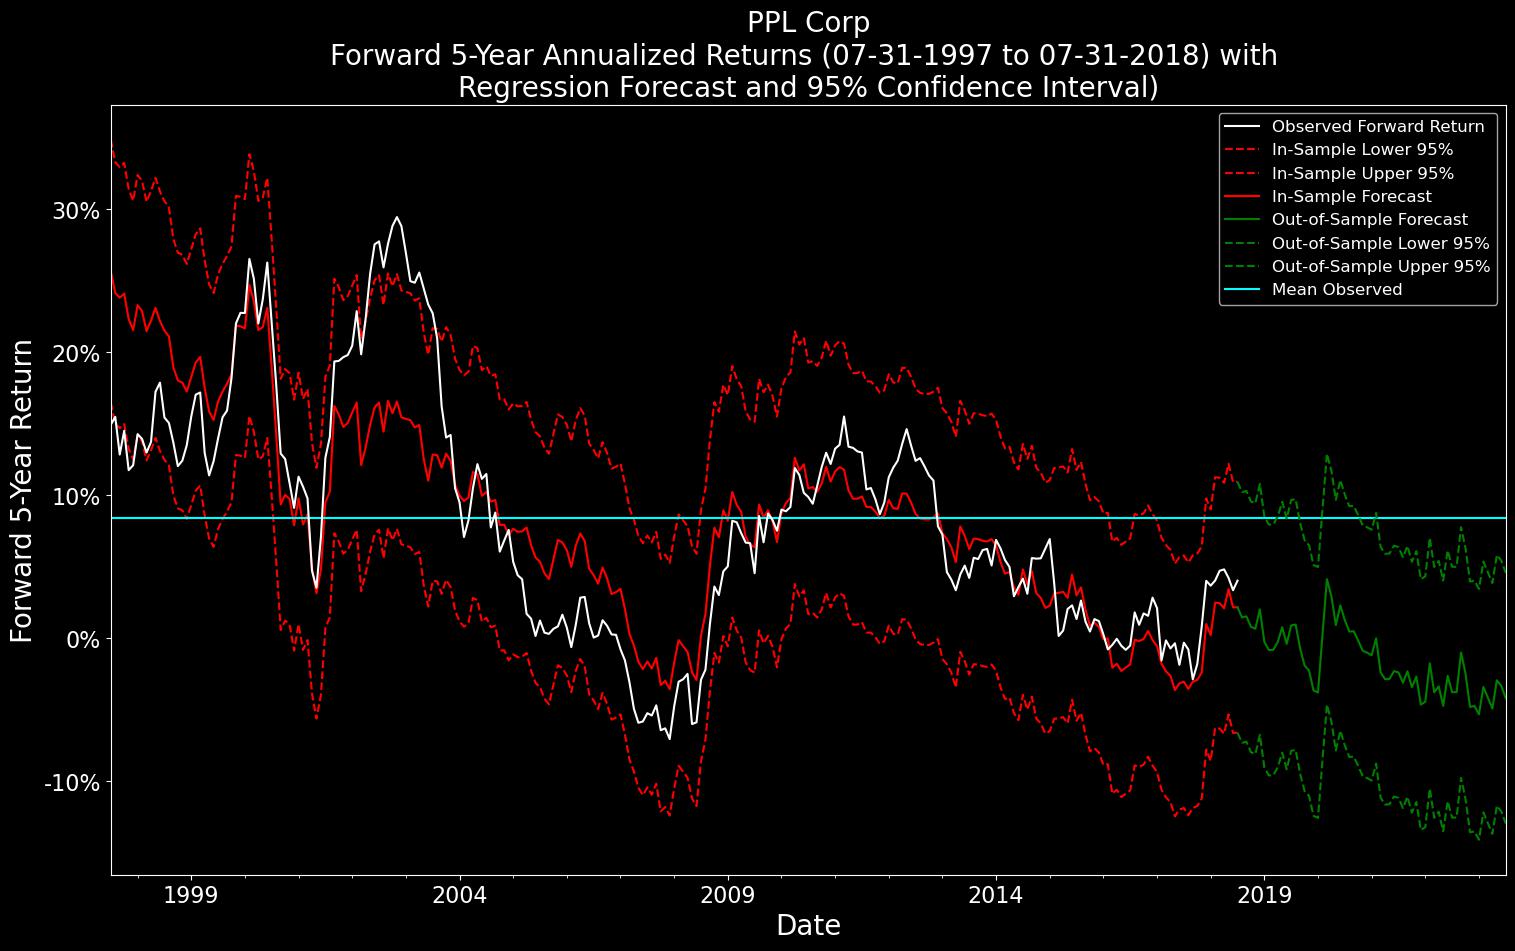 PPL Corp
Forward 5-Year Annualized Returns (07-31-1997 to 07-31-2018) with
Regression Forecast and 95% Confidence Interval)
Observed Forward Return
In-Sample Lower 95%
In-Sample Upper 95%
In-Sample Forecast
Out-of-Sample Forecast
Out-of-Sample Lower 95%
Out-of-Sample Upper 95%
Mean Observed
Forward 5-Year Return
30%
20%
10%
0%
-10%
1999
2004
2009
2014
2019
Date